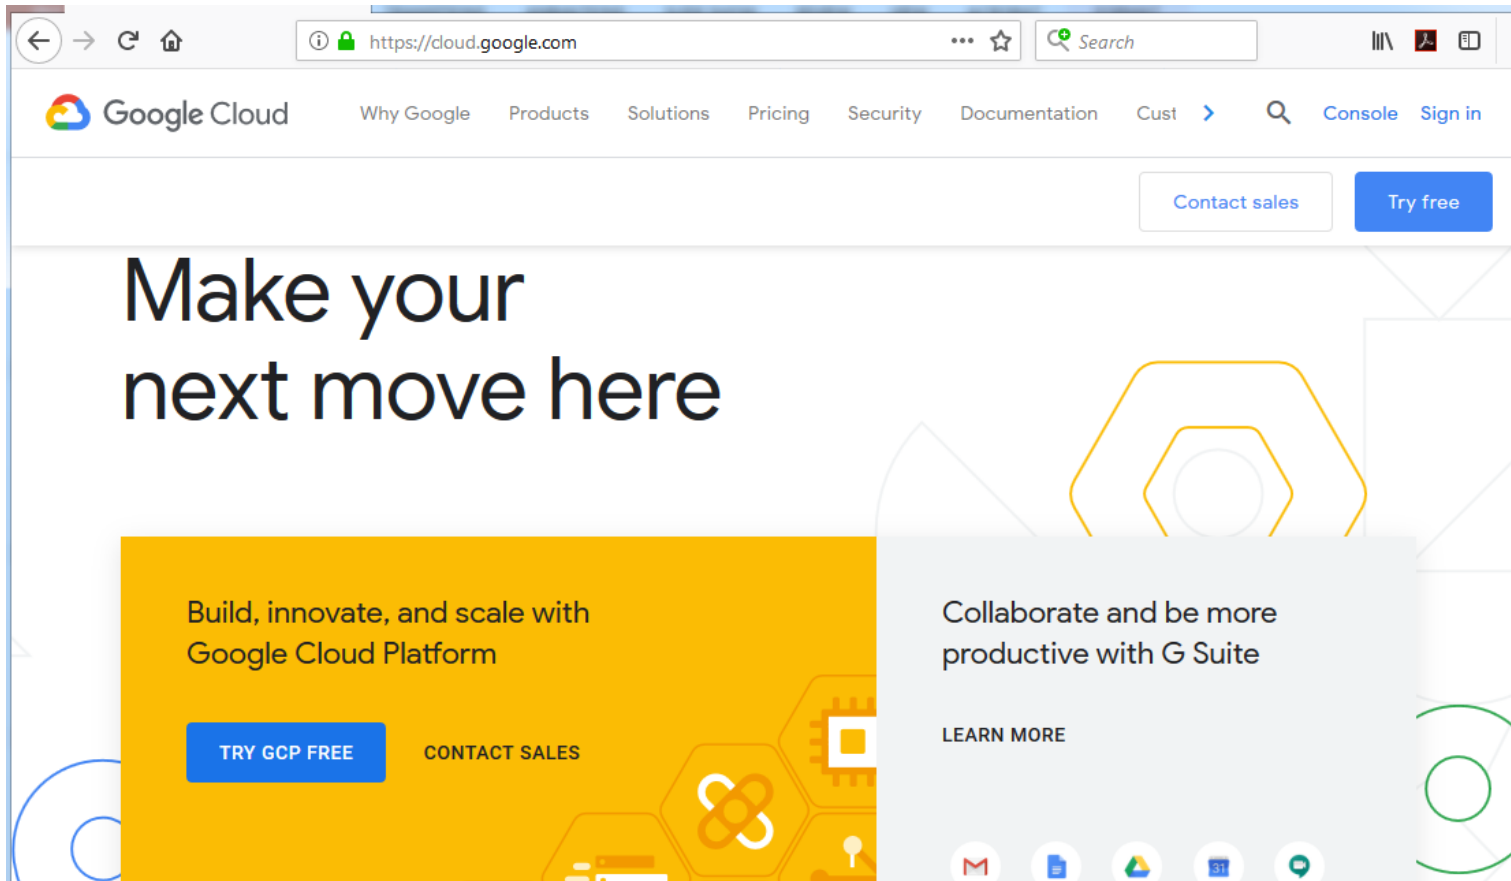 https://cloud.google.com
Search
Google Cloud
Why Google Products Solutions Pricing Security Documentation Cust
Console Sign in
Contact sales
Try free
Make your
next move here
Build, innovate, and scale with
Google Cloud Platform
TRY GCP FREE
CONTACT SALES
Collaborate and be more
productive with G Suite
LEARN MORE
31